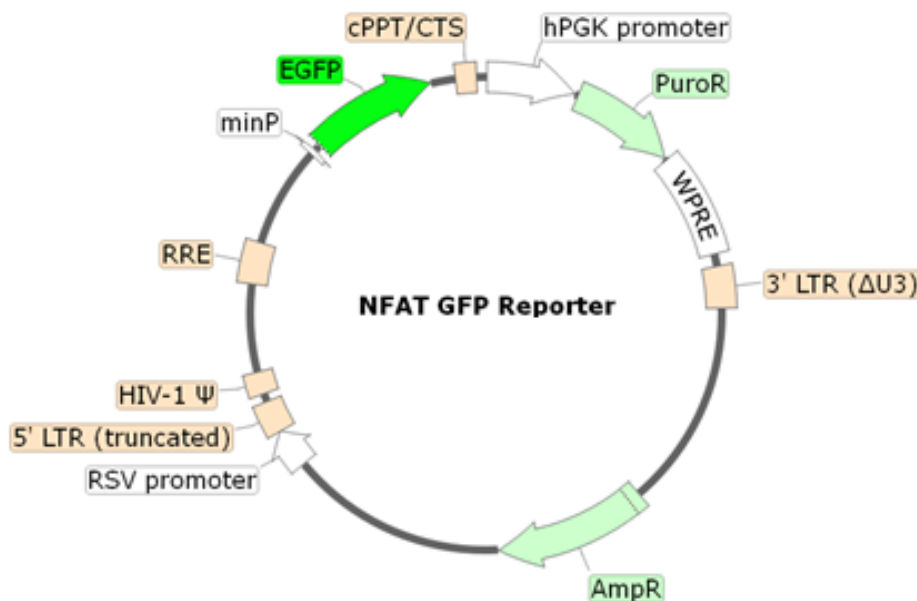 cPPT/CTS
hPGK promoter
EGFP
PuroR
minP
WPRE
RRE
3' LTR (ΔU3)
NFAT GFP Reporter
HIV-1 Ψ
5' LTR (truncated)
RSV promoter
AmpR